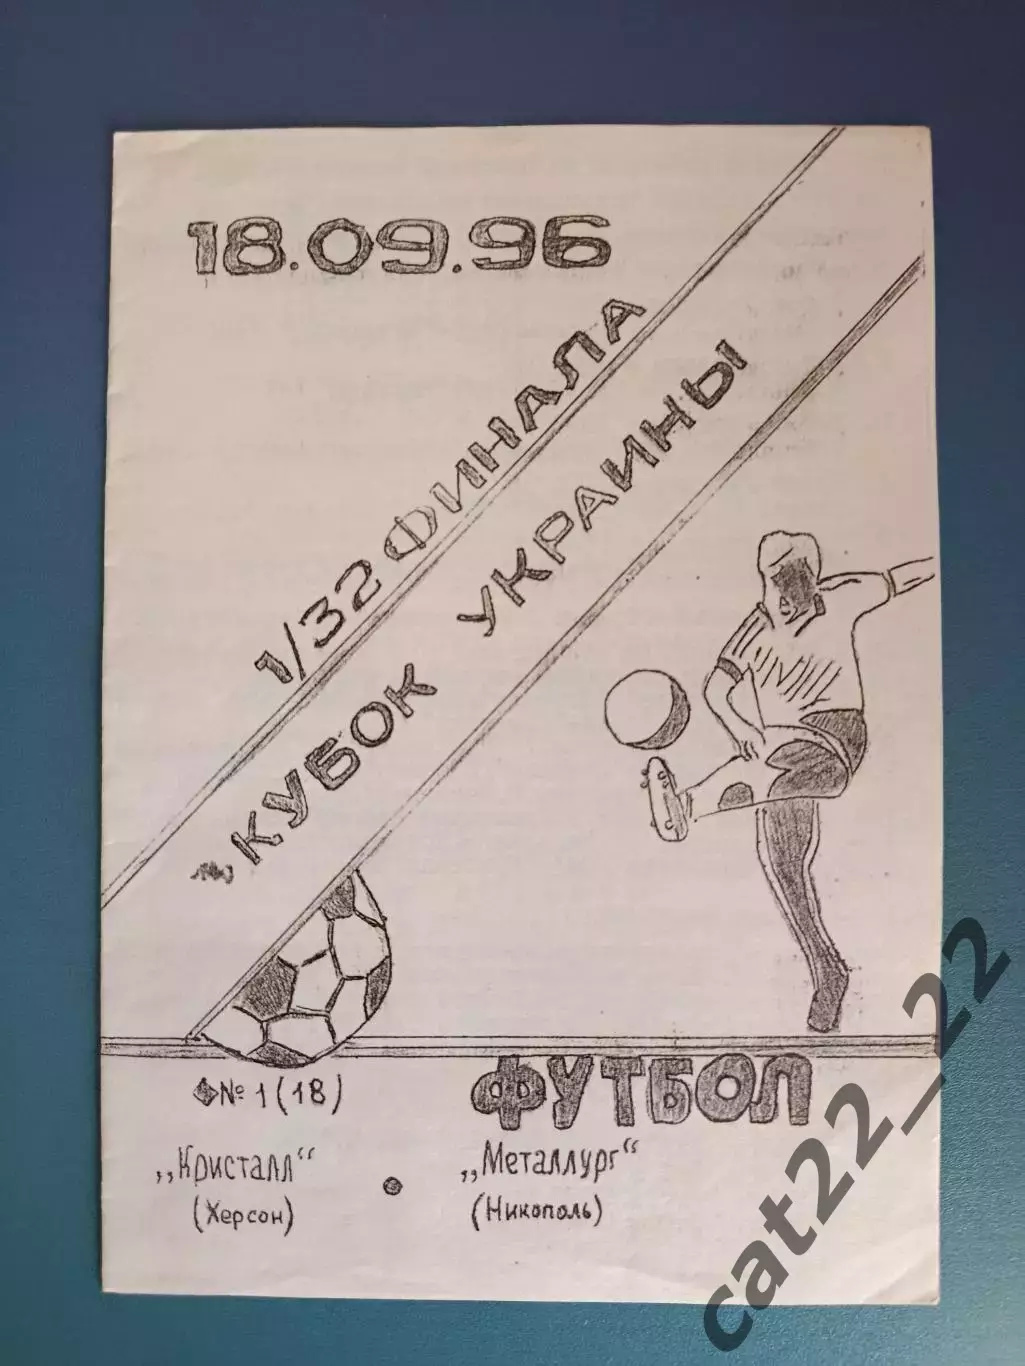 18.09.96
1/32 ФИНАЛА
КУБОК УКРАИНЫ
№ 1 (18)
ФУТБОЛ
„Кристалл“
(Херсон)
•
„Металлург“
(Никополь)
cat22_22